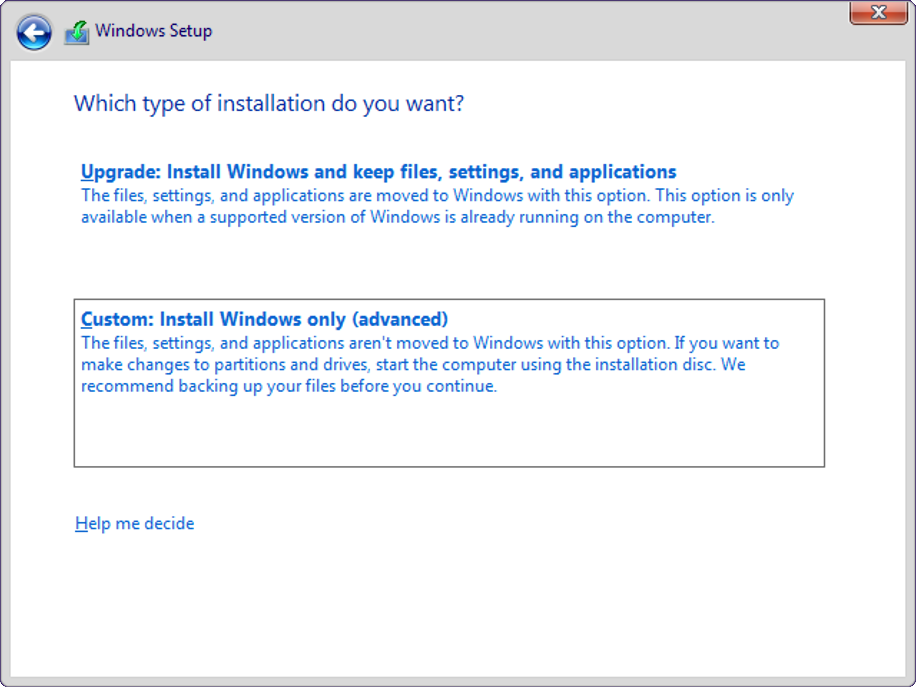 Windows Setup
Which type of installation do you want?
Upgrade: Install Windows and keep files, settings, and applications
The files, settings, and applications are moved to Windows with this option. This option is only
available when a supported version of Windows is already running on the computer.
Custom: Install Windows only (advanced)
The files, settings, and applications aren't moved to Windows with this option. If you want to
make changes to partitions and drives, start the computer using the installation disc. We
recommend backing up your files before you continue.
Help me decide